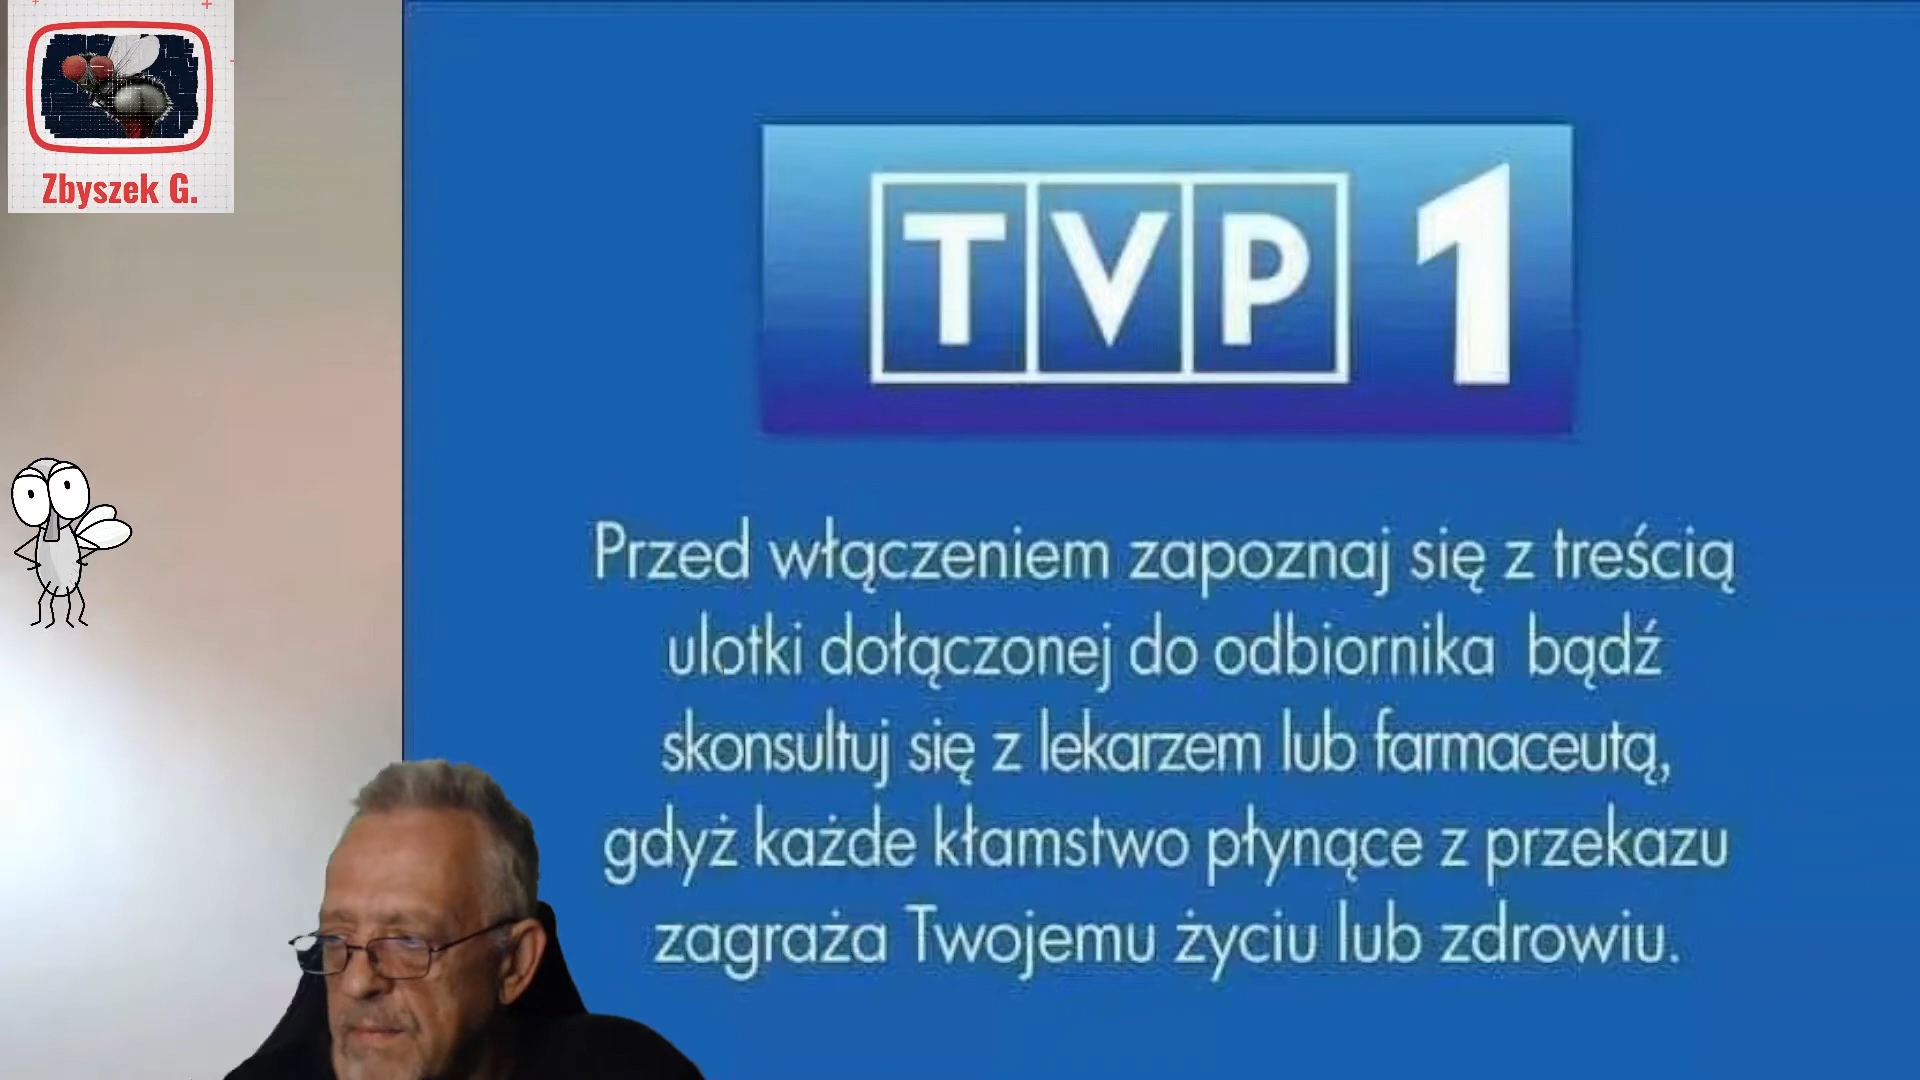 Zbyszek G.
TVP 1
Przed włączeniem zapoznaj się z treścią
ulotki dołączonej do odbiornika bądź
skonsultuj się z lekarzem lub farmaceutą,
gdyż każde kłamstwo płynące z przekazu
zagraża Twojemu życiu lub zdrowiu.